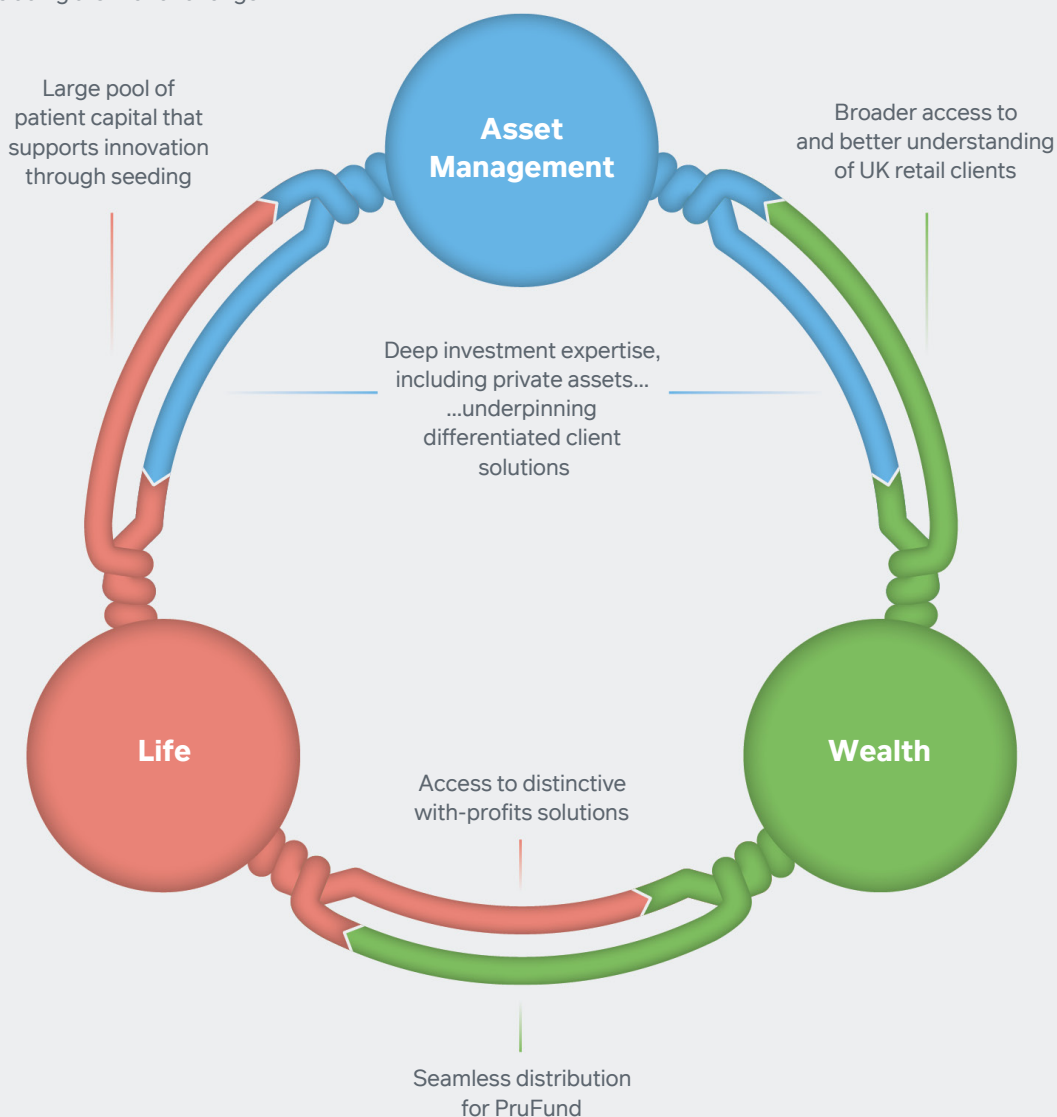 Large pool of
patient capital that
supports innovation
through seeding
Asset
Management
Broader access to
and better understanding
of UK retail clients
Deep investment expertise,
including private assets...
...underpinning
differentiated client
solutions
Life
Wealth
Access to distinctive
with-profits solutions
Seamless distribution
for PruFund